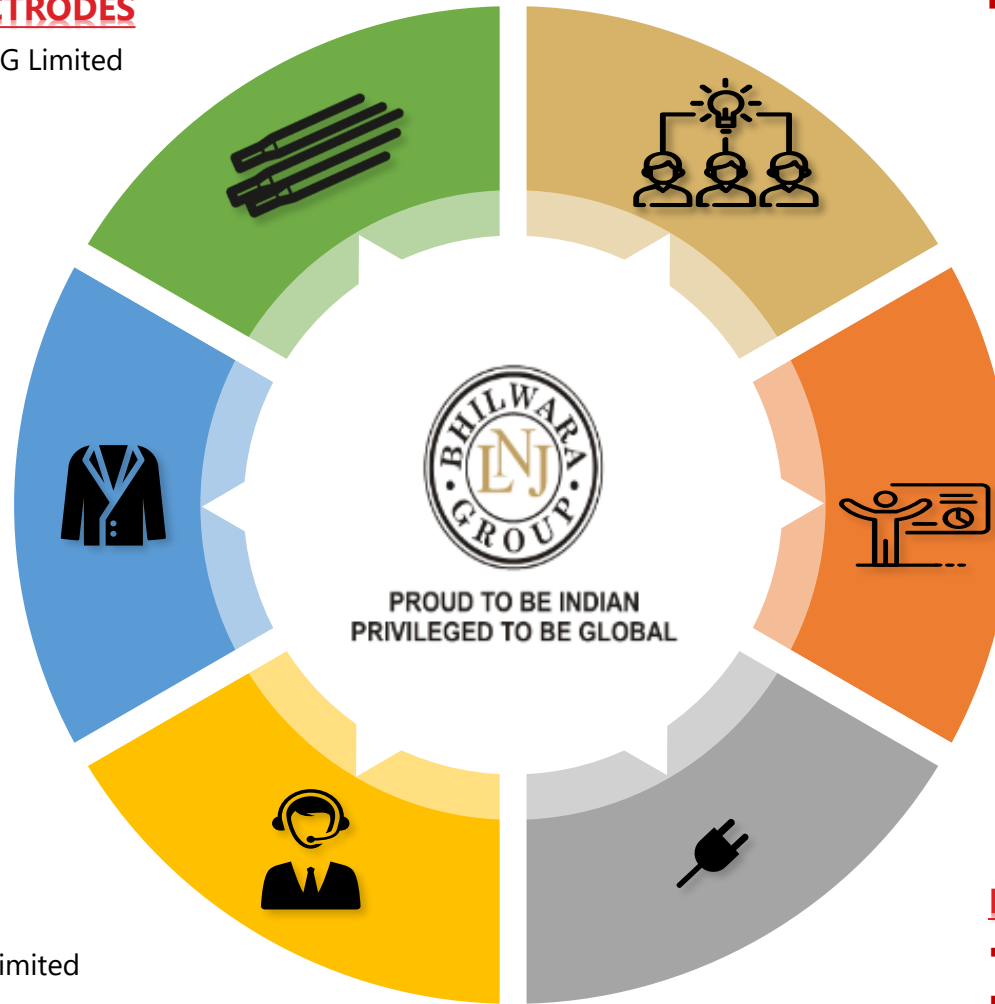 CTRODES
G Limited
BHILWARA
LNJ
GROUP
PROUD TO BE INDIAN
PRIVILEGED TO BE GLOBAL
imited